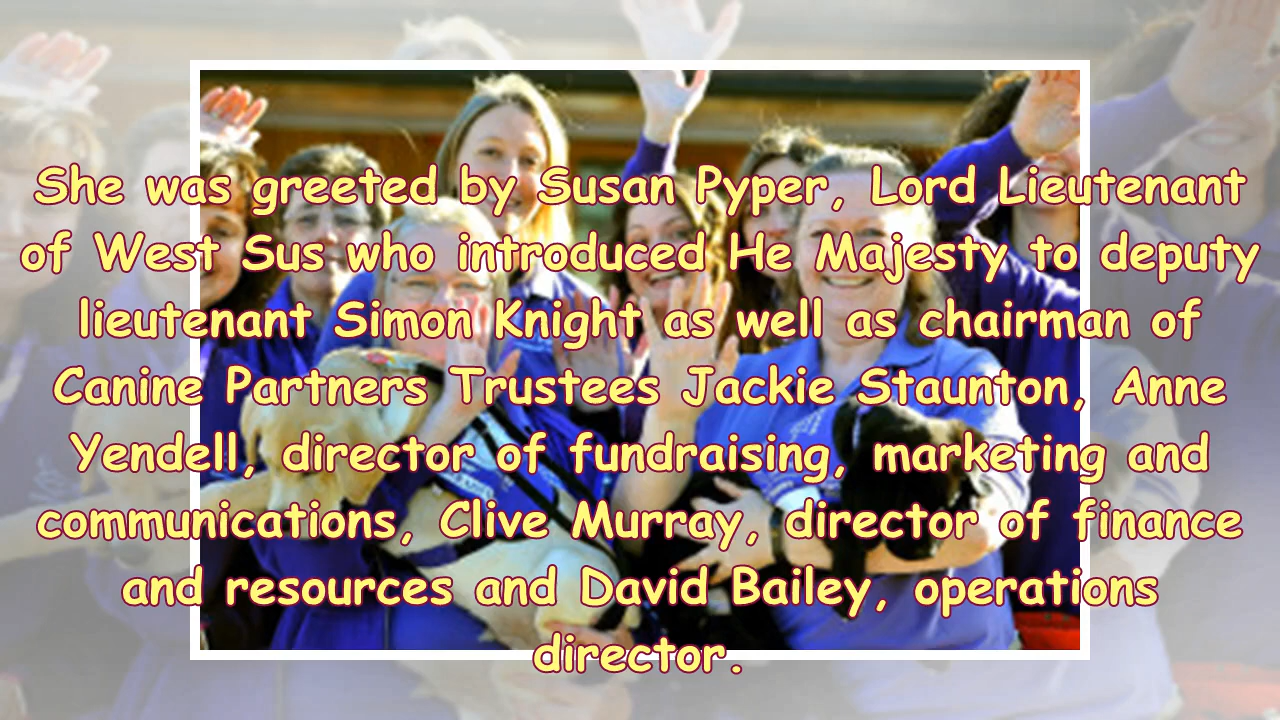 She was greeted by Susan Pyper, Lord Lieutenant
of West Sus who introduced He Majesty to deputy
lieutenant Simon Knight as well as chairman of
Canine Partners Trustees Jackie Staunton, Anne
Yendell, director of fundraising, marketing and
communications, Clive Murray, director of finance
and resources and David Bailey, operations
director.